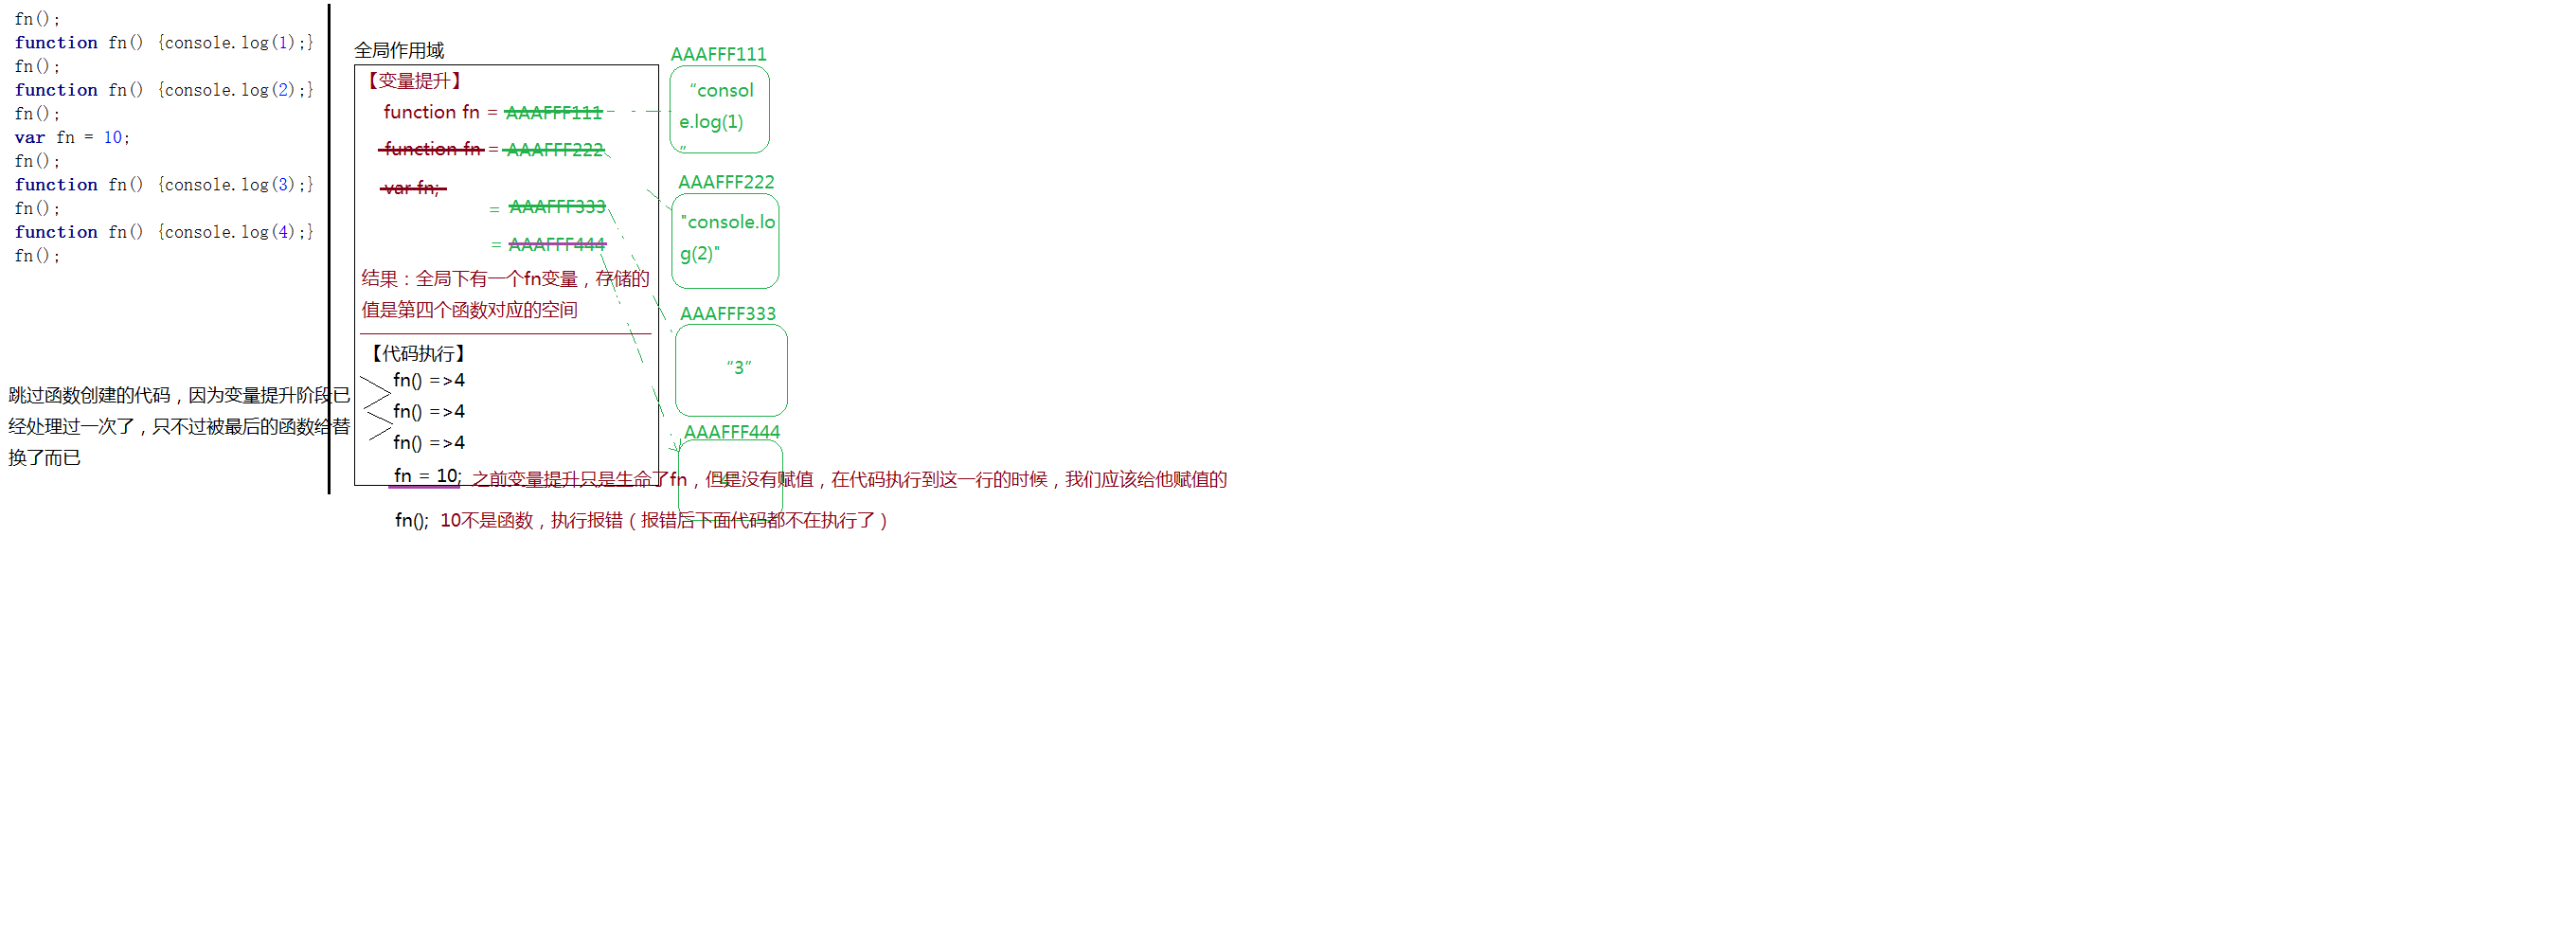 fn();
function fn() {console.log(1);}
fn();
function fn() {console.log(2);}
fn();
var fn = 10;
fn();
function fn() {console.log(3);}
fn();
function fn() {console.log(4);}
fn();
跳过函数创建的代码，因为变量提升阶段已
经处理过一次了，只不过被最后的函数给替
换了而已
全局作用域
【变量提升】
function fn = AAAFFF111
function fn = AAAFFF222
var fn;
= AAAFFF333
= AAAFFF444
结果：全局下有一个fn变量，存储的
值是第四个函数对应的空间
【代码执行】
fn() =>4
fn() =>4
fn() =>4
fn = 10; 之前变量提升只是生命了fn，但是没有赋值，在代码执行到这一行的时候，我们应该给他赋值的
fn(); 10不是函数，执行报错（报错后下面代码都不在执行了）
AAAFFF111
“consol
e.log(1)
”
AAAFFF222
"console.lo
g(2)"
AAAFFF333
“3”
AAAFFF444